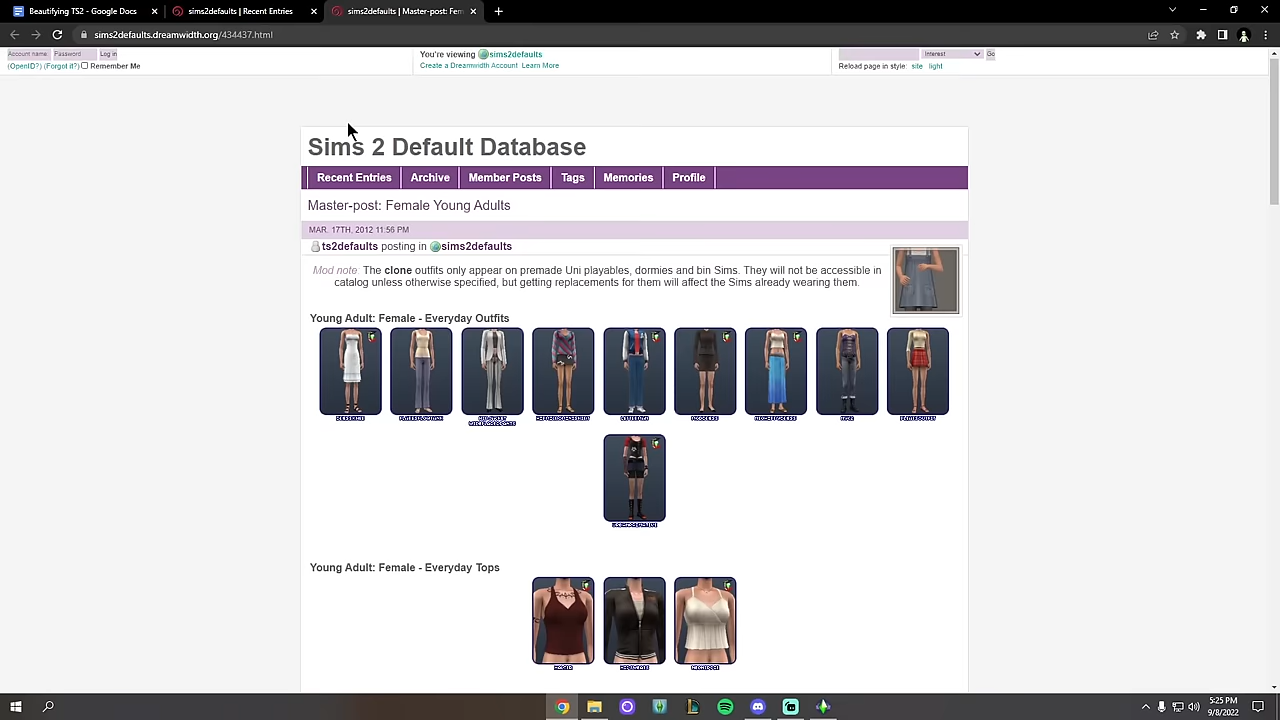 Beautifying TS2 - Google Docs
sims2defaults | Recent Entries
sims2defaults | Master-post: Fem
sims2defaults.dreamwidth.org/434437.html
Account name Password Log in
(OpenID?) (Forgot it?) Remember Me
You're viewing sims2defaults
Create a Dreamwidth Account Learn More
Interest Go
Reload page in style: site light
Sims 2 Default Database
Recent Entries Archive Member Posts Tags Memories Profile
Master-post: Female Young Adults
MAR. 17TH, 2012 11:56 PM
ts2defaults posting in sims2defaults
Mod note: The clone outfits only appear on premade Uni playables, dormies and bin Sims. They will not be accessible in
catalog unless otherwise specified, but getting replacements for them will affect the Sims already wearing them.
Young Adult: Female - Everyday Outfits
Young Adult: Female - Everyday Tops
5:25 PM
9/8/2022